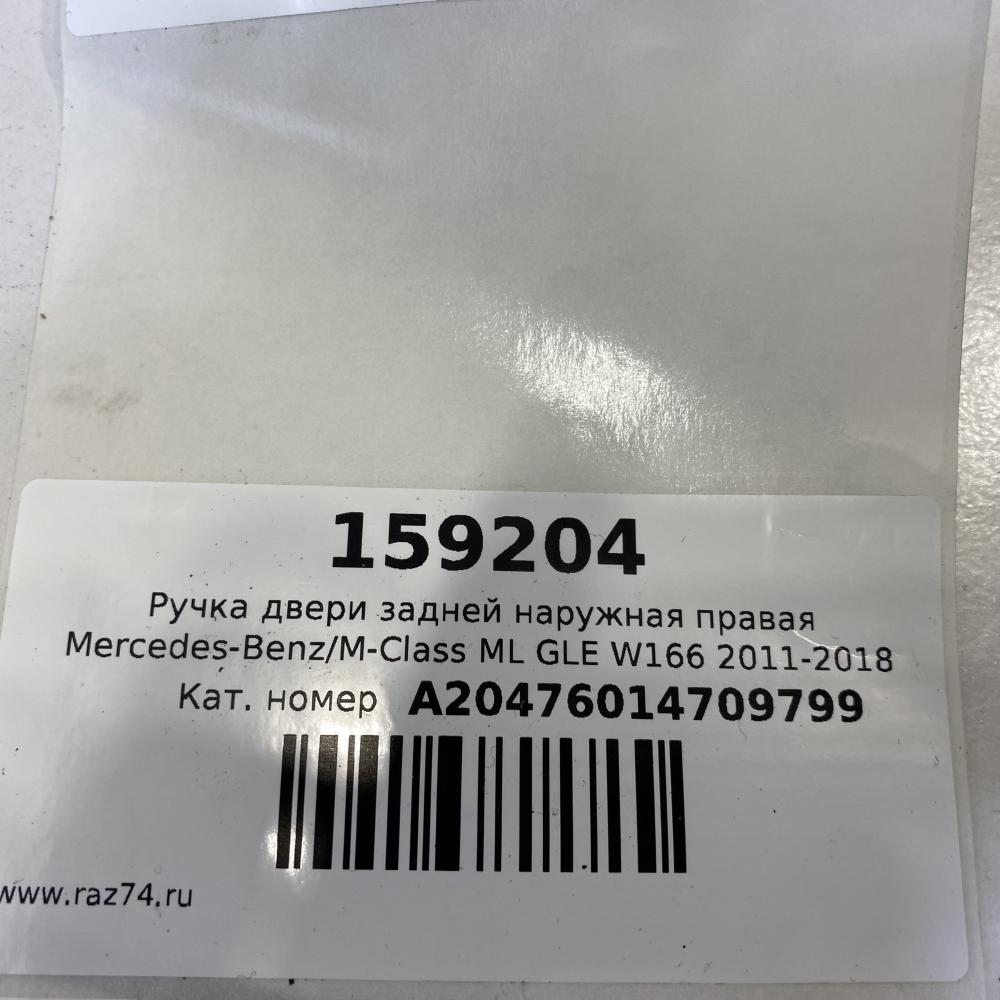 159204
Ручка двери задней наружная правая
Mercedes-Benz/M-Class ML GLE W166 2011-2018
Кат. номер A20476014709799
www.raz74.ru